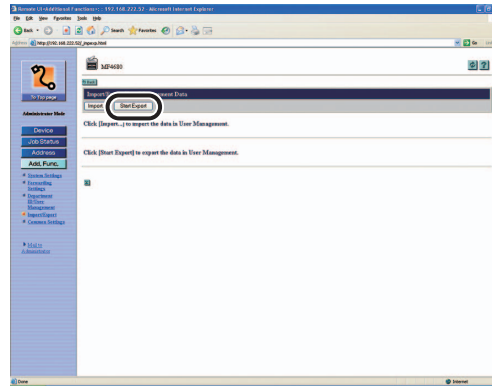 Remote UI <Additional Functions> : 192.168.222.52 - Microsoft Internet Explorer
File Edit View Favorites Tools Help
Back Search Favorites
Address http://192.168.222.52/ Go
MF4680
To Top page
Back
Administrator Mode
Import Start Export
Device
Click [Import...] to import the data in User Management.
Job Status
Address
Click [Start Export] to export the data in User Management.
Add. Func.
System Settings
Forwarding Settings
Department ID/User Management
Import/Export
Custom Settings
Mail to Administrator
Done Internet